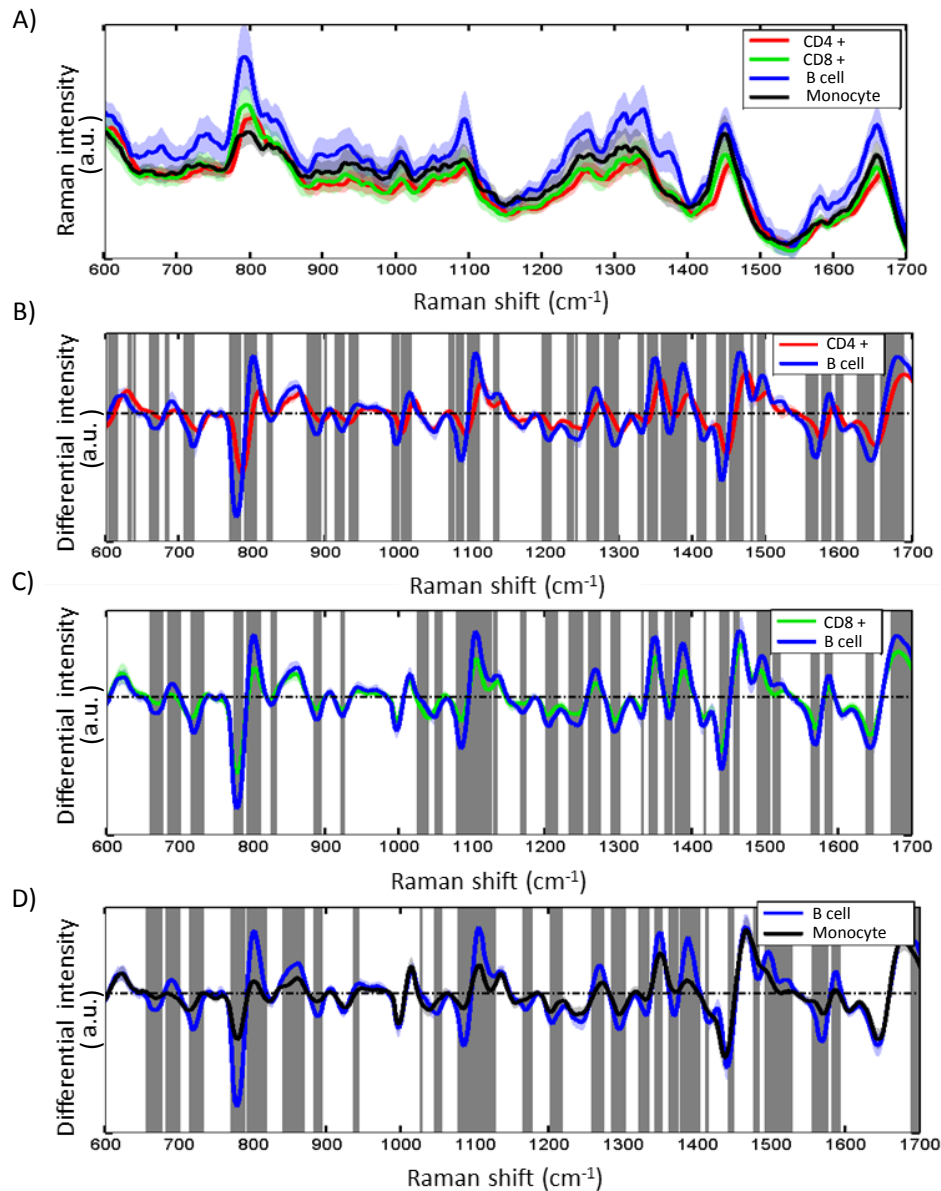 A)
Raman intensity
(a.u.)
CD4 +
CD8 +
B cell
Monocyte
600 700 800 900 1000 1100 1200 1300 1400 1500 1600 1700
Raman shift (cm-1)
B)
Differential intensity
(a.u.)
CD4 +
B cell
600 700 800 900 1000 1100 1200 1300 1400 1500 1600 1700
Raman shift (cm-1)
C)
Differential intensity
(a.u.)
CD8 +
B cell
600 700 800 900 1000 1100 1200 1300 1400 1500 1600 1700
Raman shift (cm-1)
D)
Differential intensity
(a.u.)
B cell
Monocyte
600 700 800 900 1000 1100 1200 1300 1400 1500 1600 1700
Raman shift (cm-1)